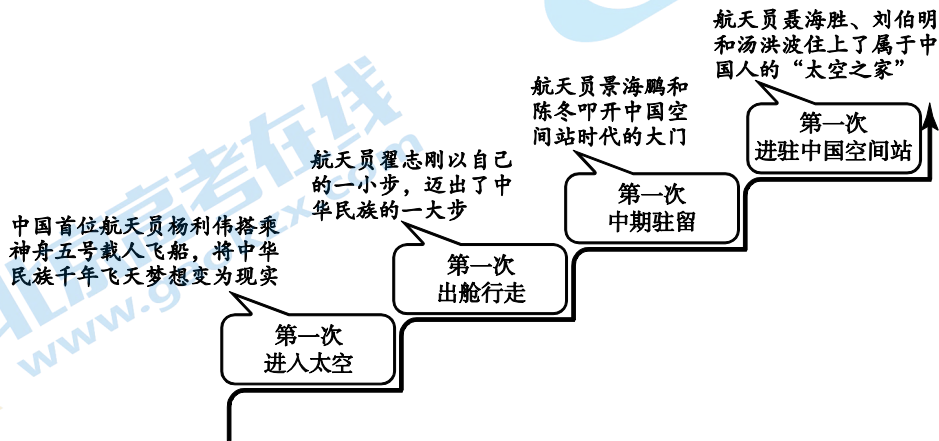 中国首位航天员杨利伟搭乘
神舟五号载人飞船，将中华
民族千年飞天梦想变为现实
第一次
进入太空
航天员翟志刚以自己
的一小步，迈出了中
华民族的一大步
第一次
出舱行走
航天员景海鹏和
陈冬叩开中国空
间站时代的大门
第一次
中期驻留
航天员聂海胜、刘伯明
和汤洪波住上了属于中
国人的“太空之家”
第一次
进驻中国空间站
北京高考在线